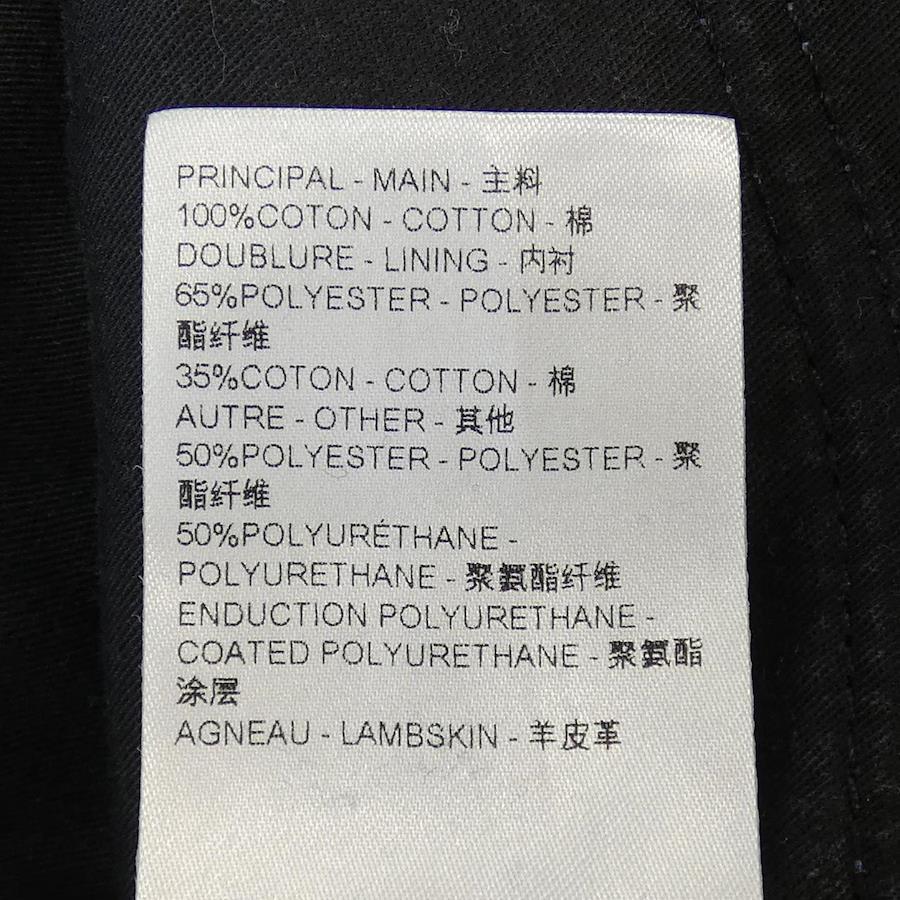 PRINCIPAL - MAIN - 主料
100%COTON - COTTON - 棉
DOUBLURE - LINING - 内衬
65%POLYESTER - POLYESTER - 聚
酯纤维
35%COTON - COTTON - 棉
AUTRE - OTHER - 其他
50%POLYESTER - POLYESTER - 聚
酯纤维
50%POLYURÉTHANE -
POLYURETHANE - 聚氨酯纤维
ENDUCTION POLYURETHANE -
COATED POLYURETHANE - 聚氨酯
涂层
AGNEAU - LAMBSKIN - 羊皮革